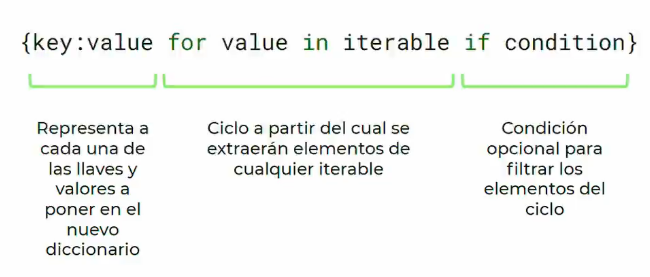 {key:value for value in iterable if condition}
Representa a
cada una de
las llaves y
valores a
poner en el
nuevo
diccionario
Ciclo a partir del cual se
extraerán elementos de
cualquier iterable
Condición
opcional para
filtrar los
elementos del
ciclo